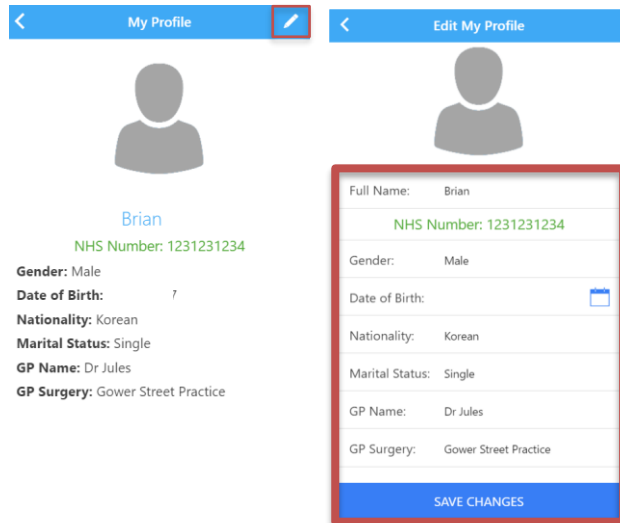 My Profile
Brian
NHS Number: 1231231234
Gender: Male
Date of Birth:
Nationality: Korean
Marital Status: Single
GP Name: Dr Jules
GP Surgery: Gower Street Practice
Edit My Profile
Full Name: Brian
NHS Number: 1231231234
Gender: Male
Date of Birth:
Nationality: Korean
Marital Status: Single
GP Name: Dr Jules
GP Surgery: Gower Street Practice
SAVE CHANGES